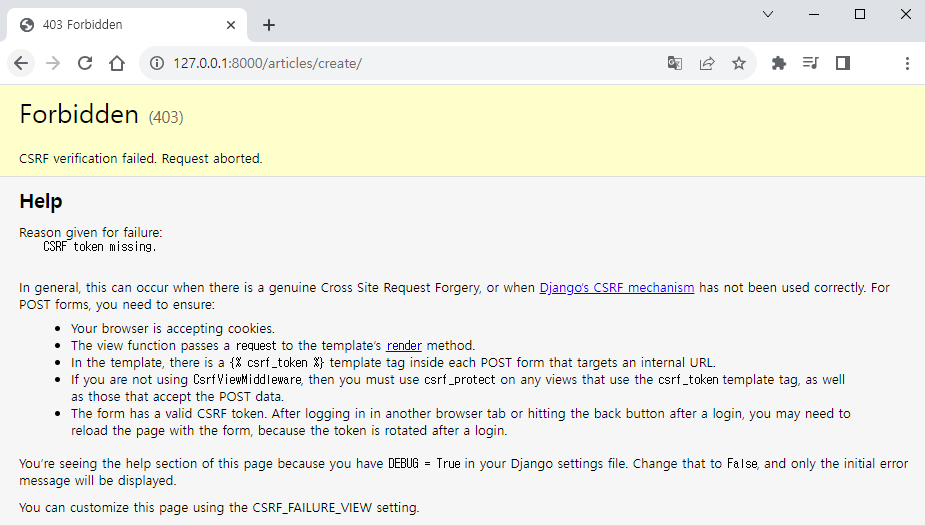 403 Forbidden
127.0.0.1:8000/articles/create/
Forbidden (403)
CSRF verification failed. Request aborted.
Help
Reason given for failure:
CSRF token missing.
In general, this can occur when there is a genuine Cross Site Request Forgery, or when Django's CSRF mechanism has not been used correctly. For
POST forms, you need to ensure:
• Your browser is accepting cookies.
• The view function passes a request to the template's render method.
• In the template, there is a {% csrf_token %} template tag inside each POST form that targets an internal URL.
• If you are not using CsrfViewMiddleware, then you must use csrf_protect on any views that use the csrf_token template tag, as well
as those that accept the POST data.
• The form has a valid CSRF token. After logging in in another browser tab or hitting the back button after a login, you may need to
reload the page with the form, because the token is rotated after a login.
You're seeing the help section of this page because you have DEBUG = True in your Django settings file. Change that to False, and only the initial error
message will be displayed.
You can customize this page using the CSRF_FAILURE_VIEW setting.